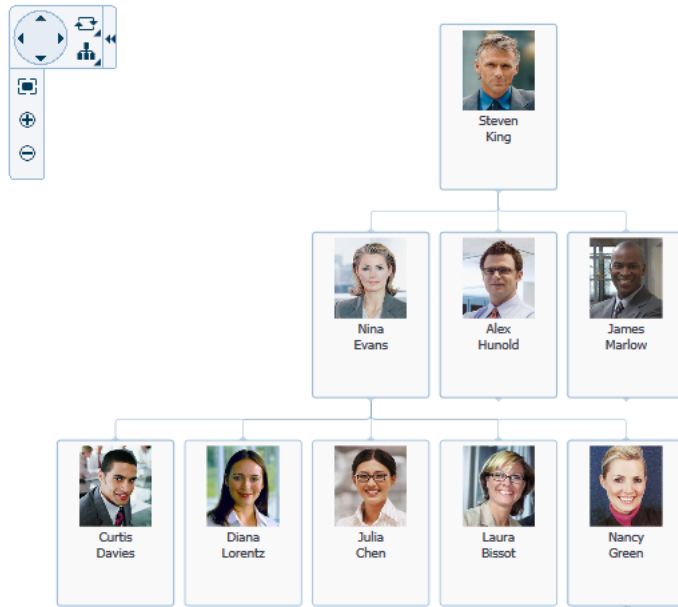 Steven
King
Nina
Evans
Alex
Hunold
James
Marlow
Curtis
Davies
Diana
Lorentz
Julia
Chen
Laura
Bissot
Nancy
Green